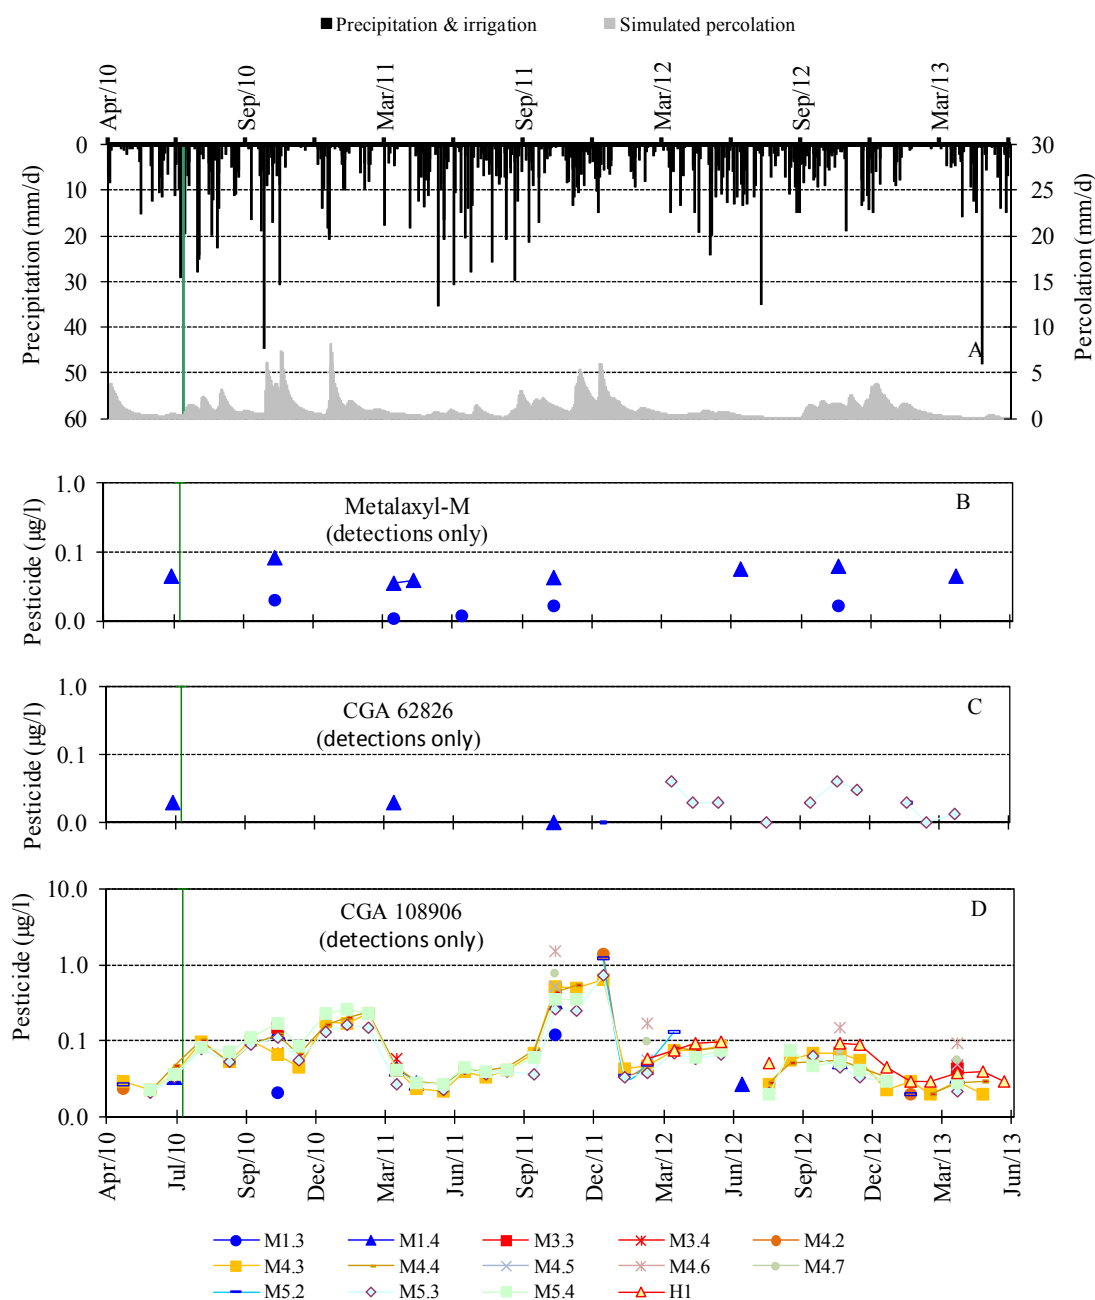 Precipitation & irrigation Simulated percolation
Apr/10 Sep/10 Mar/11 Sep/11 Mar/12 Sep/12 Mar/13
Precipitation (mm/d)
0
10
20
30
40
50
60
30
25
20
15
10
5
0
Percolation (mm/d)
A
Pesticide (µg/l)
1.0
0.1
0.0
Metalaxyl-M
(detections only)
B
Pesticide (µg/l)
1.0
0.1
0.0
CGA 62826
(detections only)
C
Pesticide (µg/l)
10.0
1.0
0.1
0.0
CGA 108906
(detections only)
D
Apr/10 Jul/10 Sep/10 Dec/10 Mar/11 Jun/11 Sep/11 Dec/11 Mar/12 Jun/12 Sep/12 Dec/12 Mar/13 Jun/13
M1.3 M1.4 M3.3 M3.4 M4.2
M4.3 M4.4 M4.5 M4.6 M4.7
M5.2 M5.3 M5.4 H1